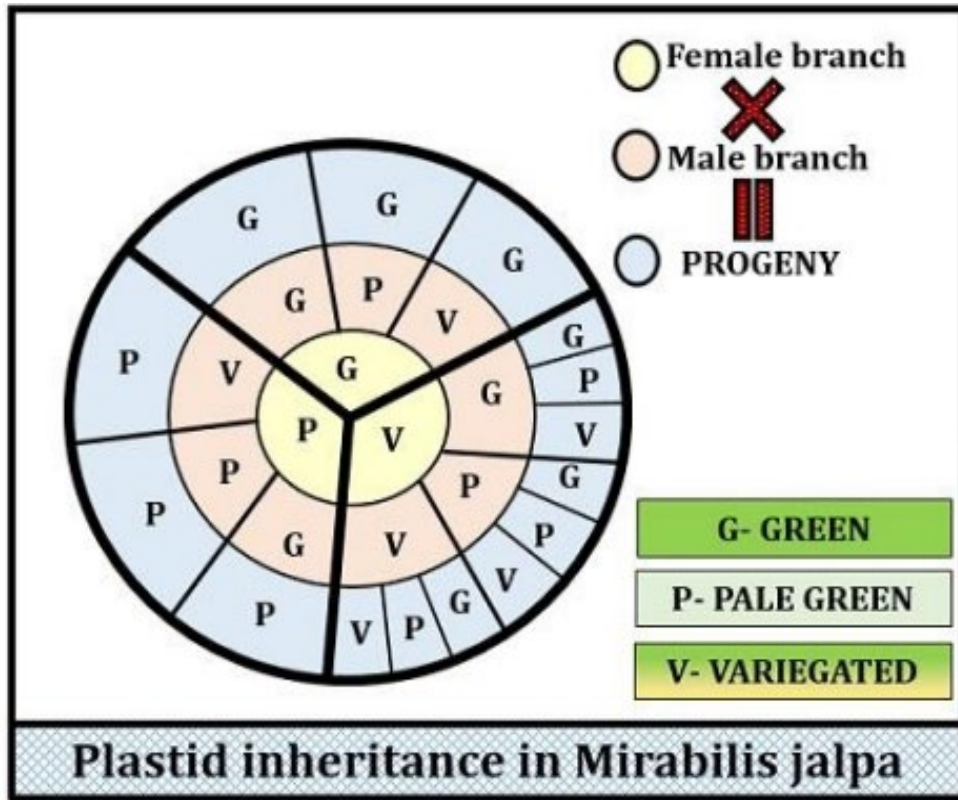 Female branch
Male branch
PROGENY
G G G
G P V
G
P V
P V
G
G
P
V
P
P
G
P
V
P
G
V
P
V P G
G- GREEN
P- PALE GREEN
V- VARIEGATED
Plastid inheritance in Mirabilis jalpa